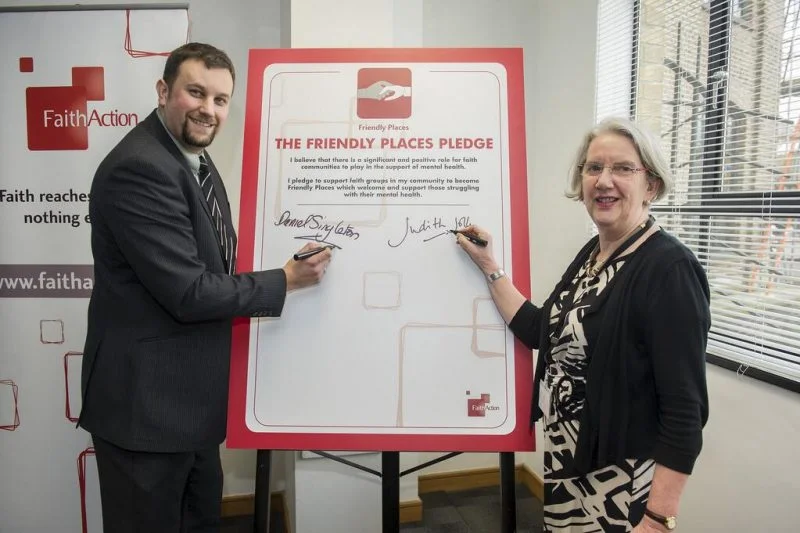 FaithAction
Faith reaches
nothing e
www.faitha
Friendly Places
THE FRIENDLY PLACES PLEDGE
I believe that there is a significant and positive role for faith
communities to play in the support of mental health.
I pledge to support faith groups in my community to become
Friendly Places which welcome and support those struggling
with their mental health.
Daniel Singleton
Judith
FaithAction